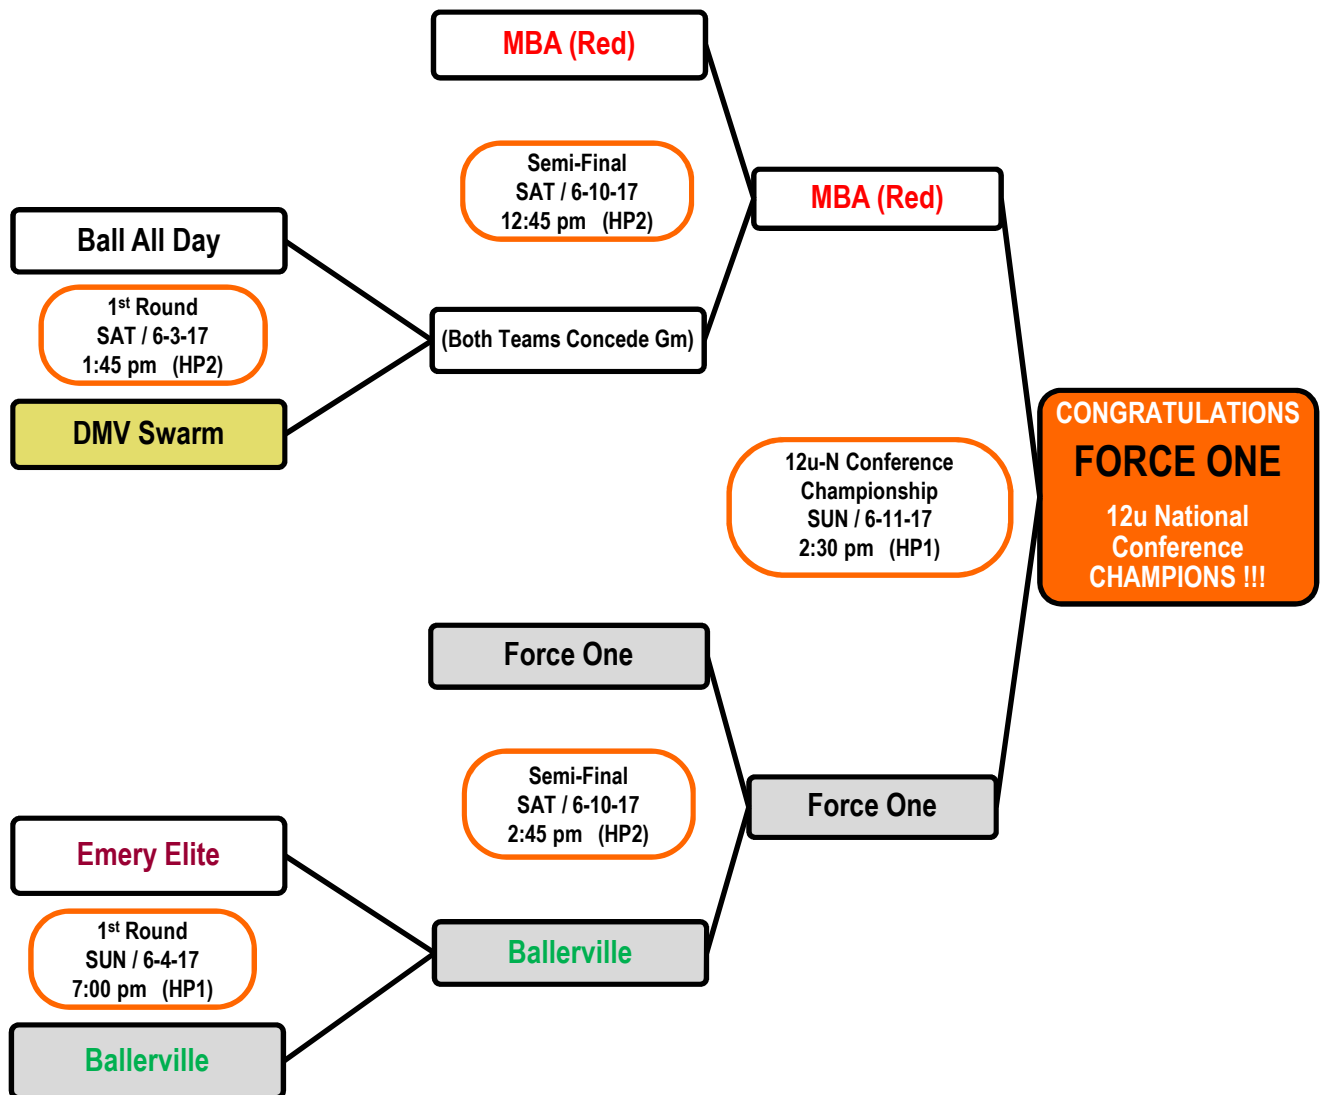 MBA (Red)
Semi-Final
SAT / 6-10-17
12:45 pm (HP2)
MBA (Red)
Ball All Day
1st Round
SAT / 6-3-17
1:45 pm (HP2)
(Both Teams Concede Gm)
DMV Swarm
CONGRATULATIONS
FORCE ONE
12u National
Conference
CHAMPIONS !!!
12u-N Conference
Championship
SUN / 6-11-17
2:30 pm (HP1)
Force One
Semi-Final
SAT / 6-10-17
2:45 pm (HP2)
Force One
Emery Elite
1st Round
SUN / 6-4-17
7:00 pm (HP1)
Ballerville
Ballerville